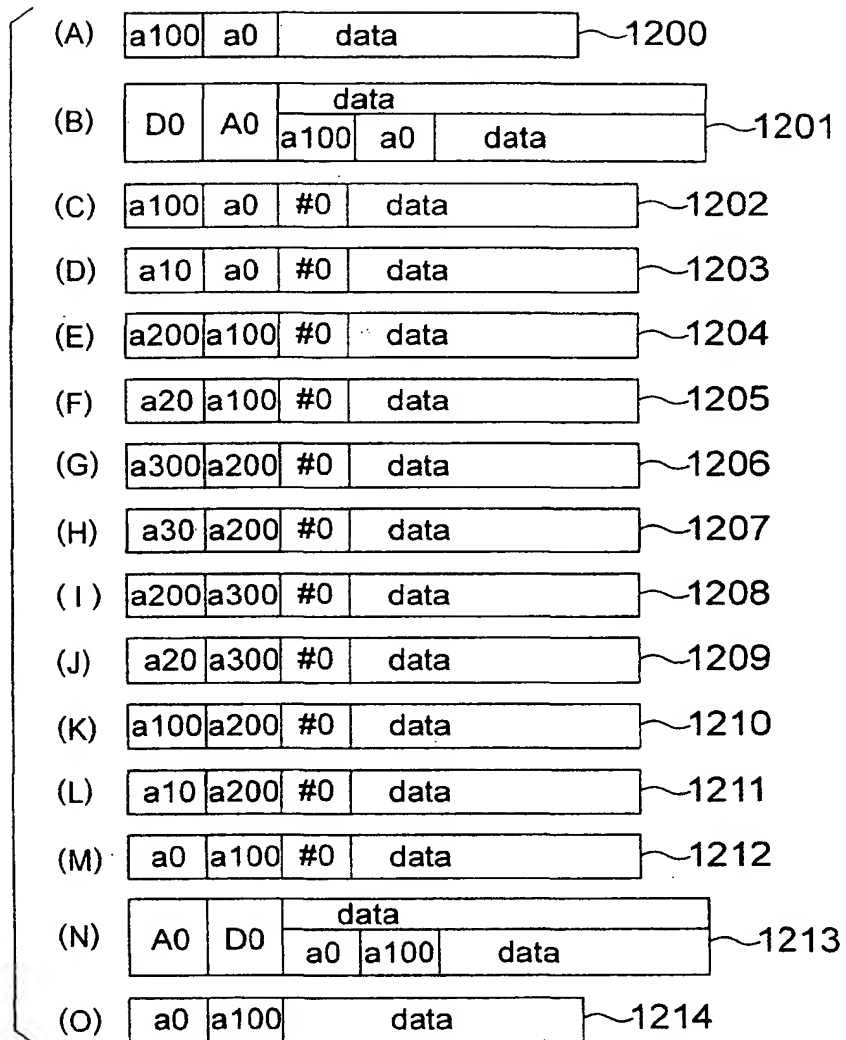 (A) a100 a0 data 1200
(B) D0 A0 data a100 a0 data 1201
(C) a100 a0 #0 data 1202
(D) a10 a0 #0 data 1203
(E) a200 a100 #0 data 1204
(F) a20 a100 #0 data 1205
(G) a300 a200 #0 data 1206
(H) a30 a200 #0 data 1207
(I) a200 a300 #0 data 1208
(J) a20 a300 #0 data 1209
(K) a100 a200 #0 data 1210
(L) a10 a200 #0 data 1211
(M) a0 a100 #0 data 1212
(N) A0 D0 data a0 a100 data 1213
(O) a0 a100 data 1214